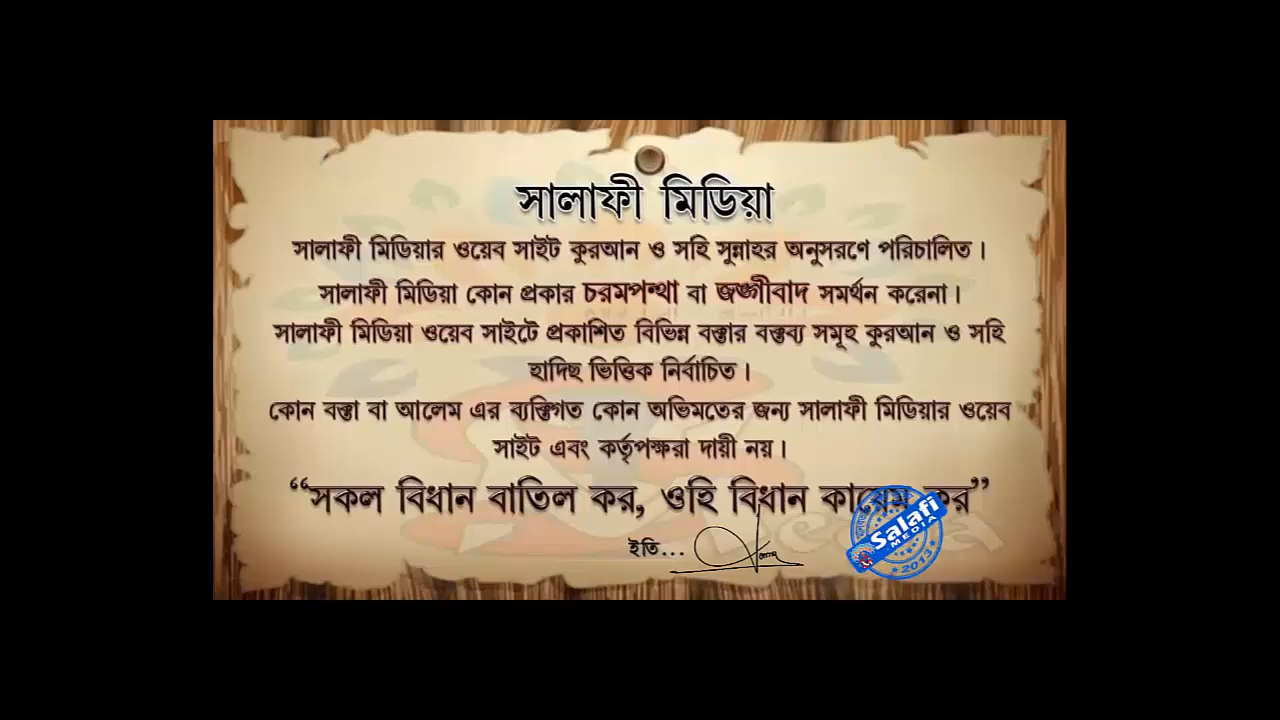 সালাফী মিডিয়া
সালাফী মিডিয়ার ওয়েব সাইট কুরআন ও সহি সুন্নাহর অনুসরণে পরিচালিত।
সালাফী মিডিয়া কোন প্রকার চরমপন্থা বা জঙ্গীবাদ সমর্থন করেনা।
সালাফী মিডিয়া ওয়েব সাইটে প্রকাশিত বিভিন্ন বক্তার বক্তব্য সমূহ কুরআন ও সহি
হাদিছ ভিত্তিক নির্বাচিত।
কোন বক্তা বা আলেম এর ব্যক্তিগত কোন অভিমতের জন্য সালাফী মিডিয়ার ওয়েব
সাইট এবং কর্তৃপক্ষরা দায়ী নয়।
“সকল বিধান বাতিল কর, ওহি বিধান কায়েম কর”
ইতি...
Salafi
MEDIA
2013